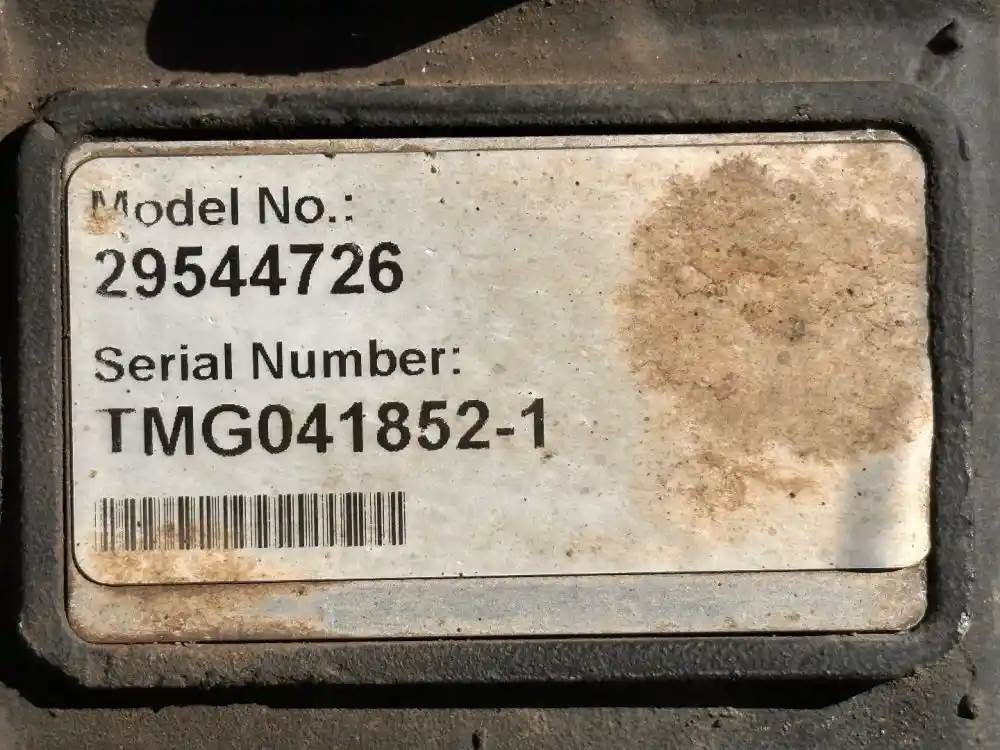 Model No.:
29544726
Serial Number:
TMG041852-1